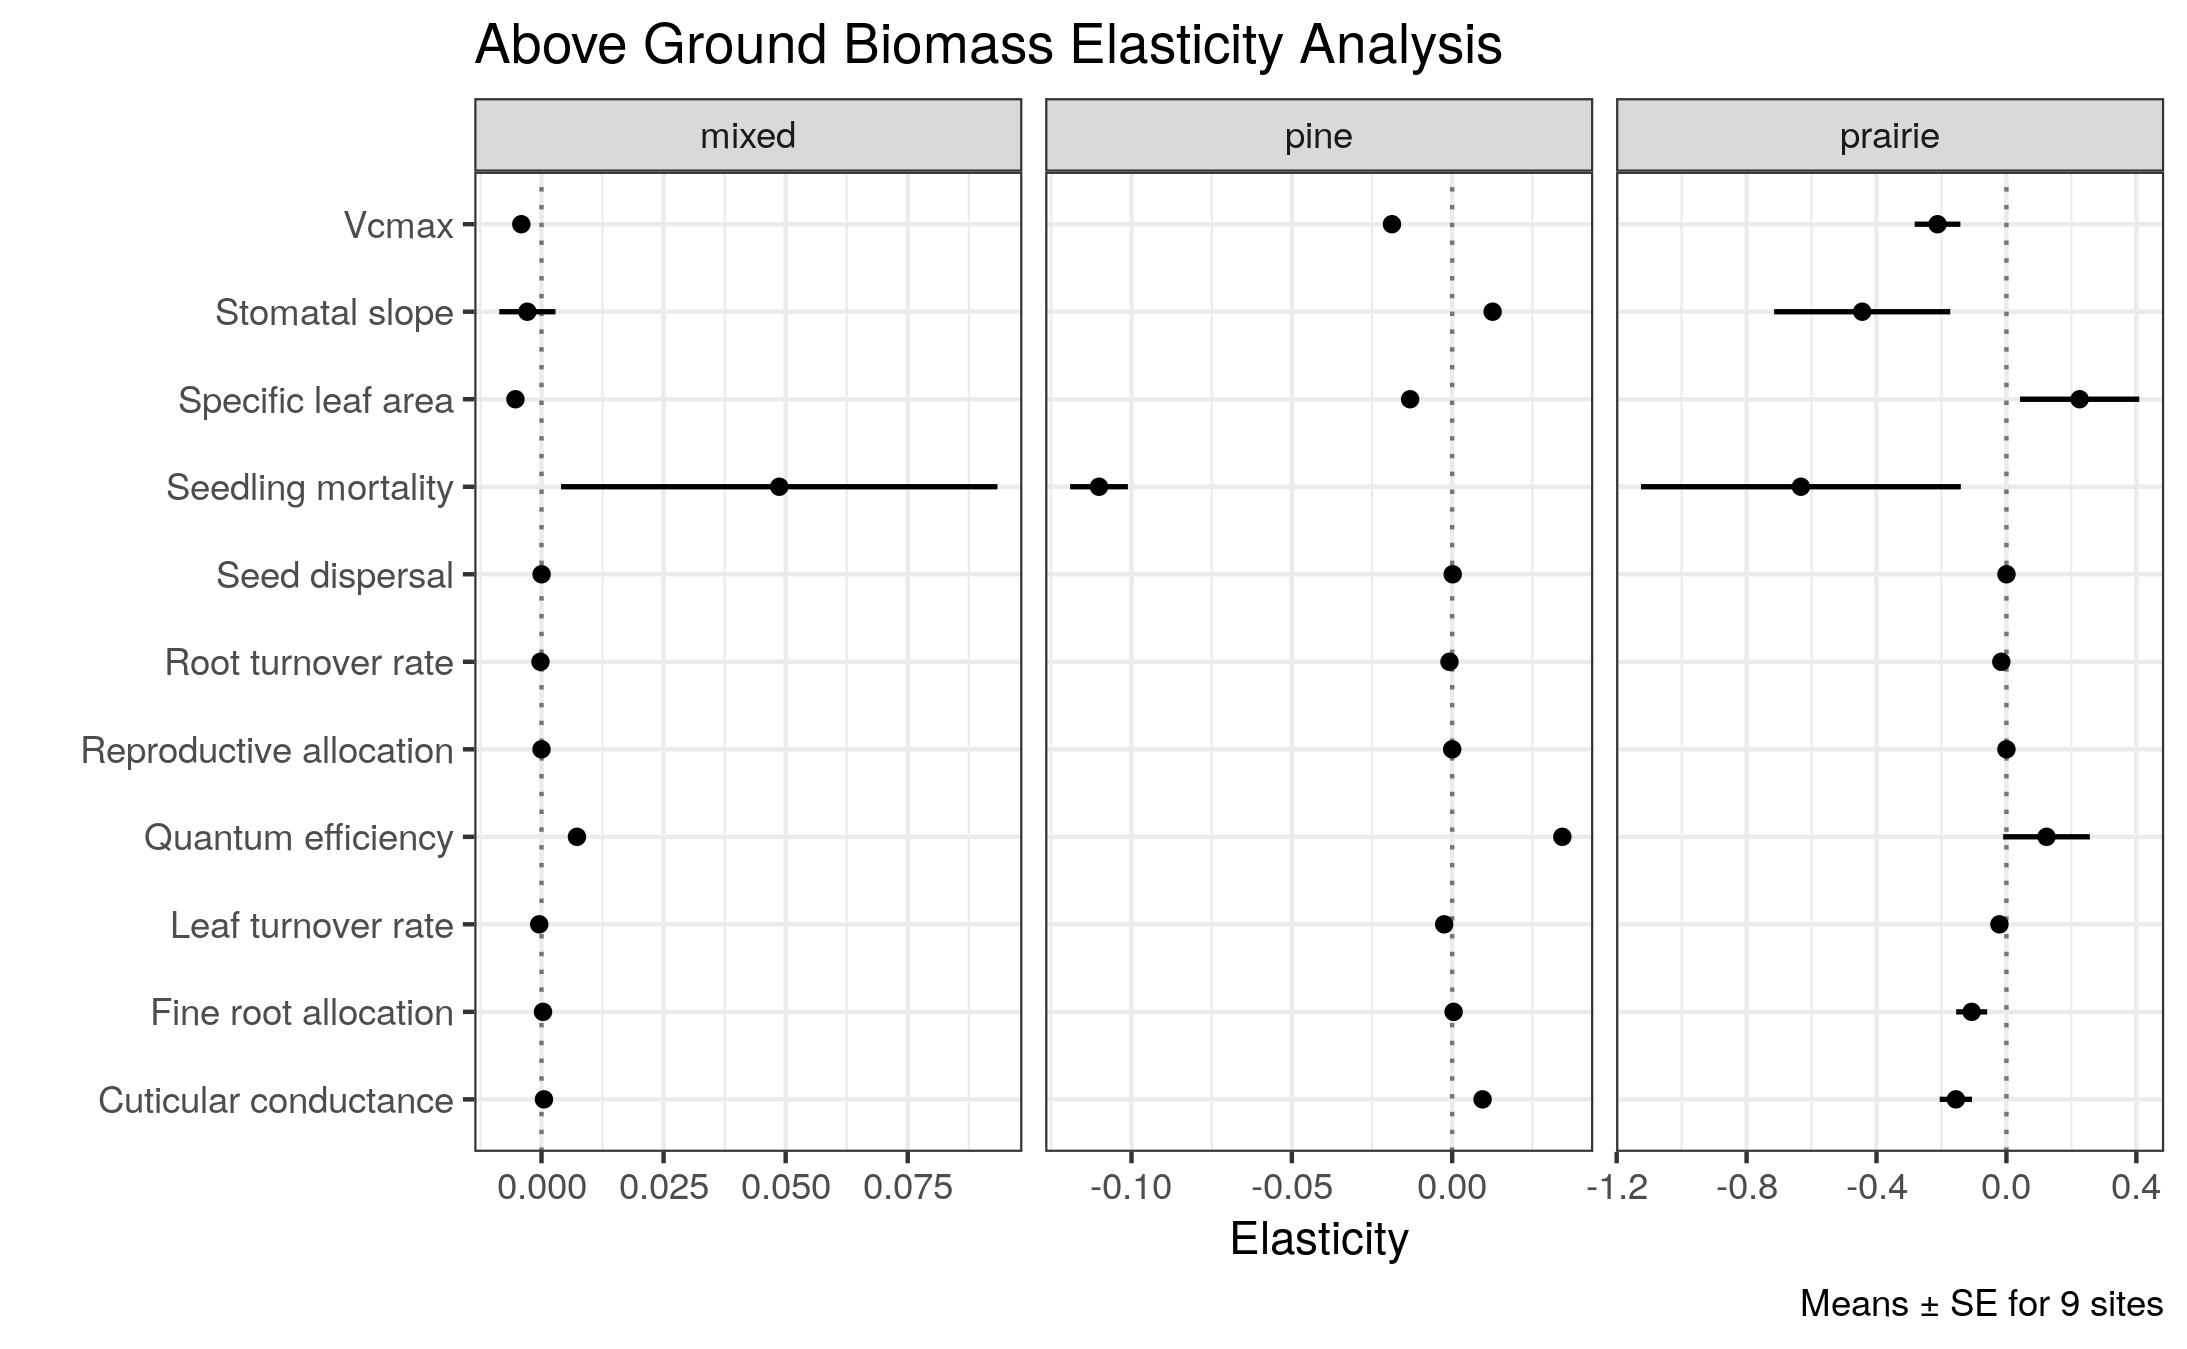 Above Ground Biomass Elasticity Analysis
mixed
pine
prairie
Vcmax
Stomatal slope
Specific leaf area
Seedling mortality
Seed dispersal
Root turnover rate
Reproductive allocation
Quantum efficiency
Leaf turnover rate
Fine root allocation
Cuticular conductance
0.000 0.025 0.050 0.075
-0.10 -0.05 0.00
-1.2 -0.8 -0.4 0.0 0.4
Elasticity
Means ± SE for 9 sites